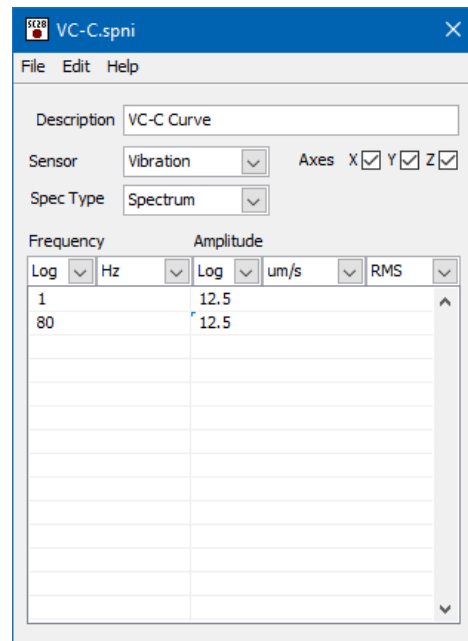 SC28 VC-C.spni
File Edit Help
Description VC-C Curve
Sensor Vibration Axes X Y Z
Spec Type Spectrum
Frequency Amplitude
Log Hz Log um/s RMS
1 12.5
80 12.5